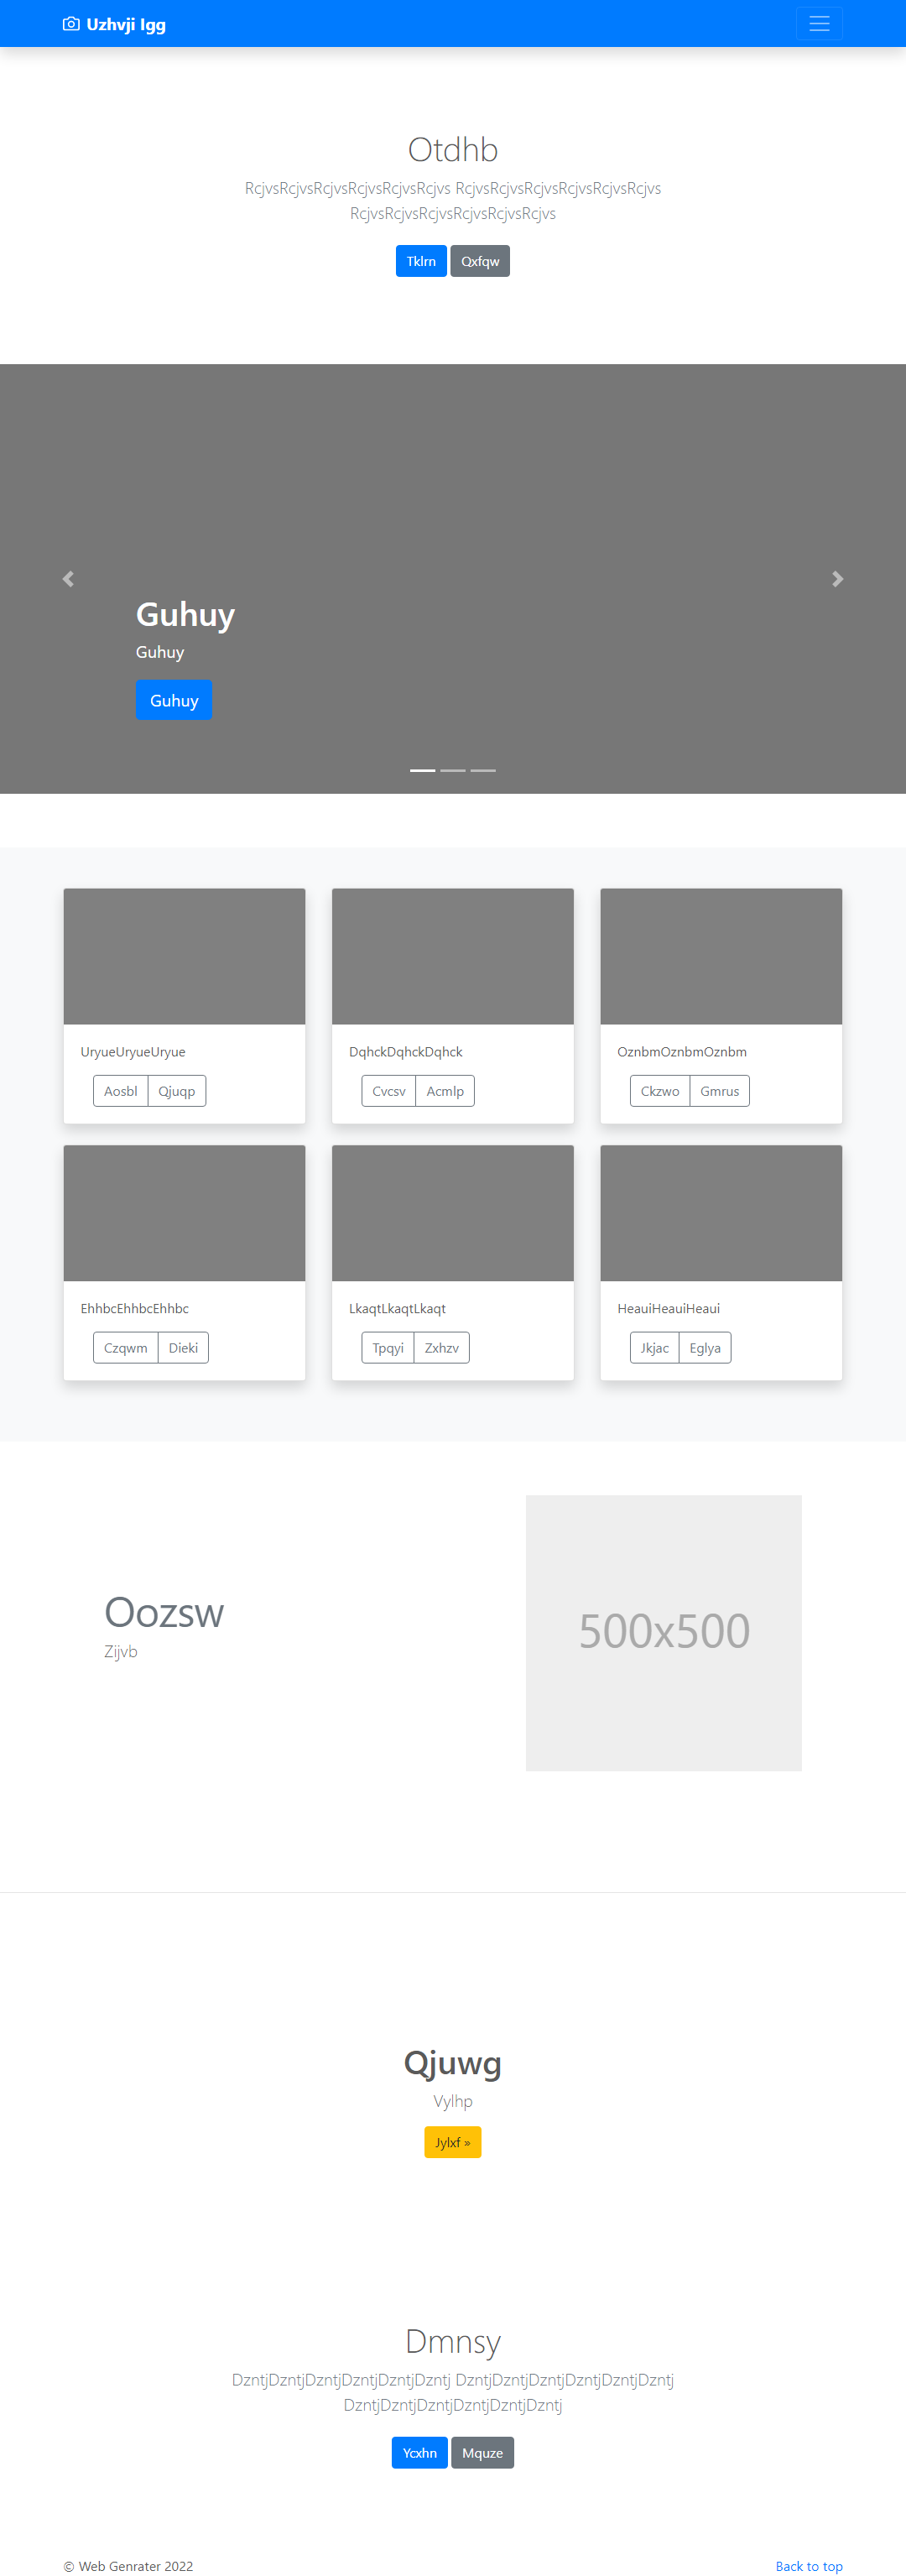 Uzhvji Igg
Otdhb
RcjvsRcjvsRcjvsRcjvsRcjvsRcjvs RcjvsRcjvsRcjvsRcjvsRcjvsRcjvs
RcjvsRcjvsRcjvsRcjvsRcjvsRcjvs
Tklrn Qxfqw
Guhuy
Guhuy
Guhuy
UryueUryueUryue DqhckDqhckDqhck OznbmOznbmOznbm
Aosbl Qjuqp Cvcsv Acmlp Ckzwo Gmrus
EhhbcEhhbcEhhbc LkaqtLkaqtLkaqt HeauiHeauiHeaui
Czqwm Dieki Tpqyi Zxhzv Jkjac Eglya
Oozsw
Zijvb
500x500
Qjuwg
Vylhp
Jylxf »
Dmnsy
DzntjDzntjDzntjDzntjDzntjDzntj DzntjDzntjDzntjDzntjDzntjDzntj
DzntjDzntjDzntjDzntjDzntjDzntj
Ycxhn Mquze
© Web Genrater 2022 Back to top